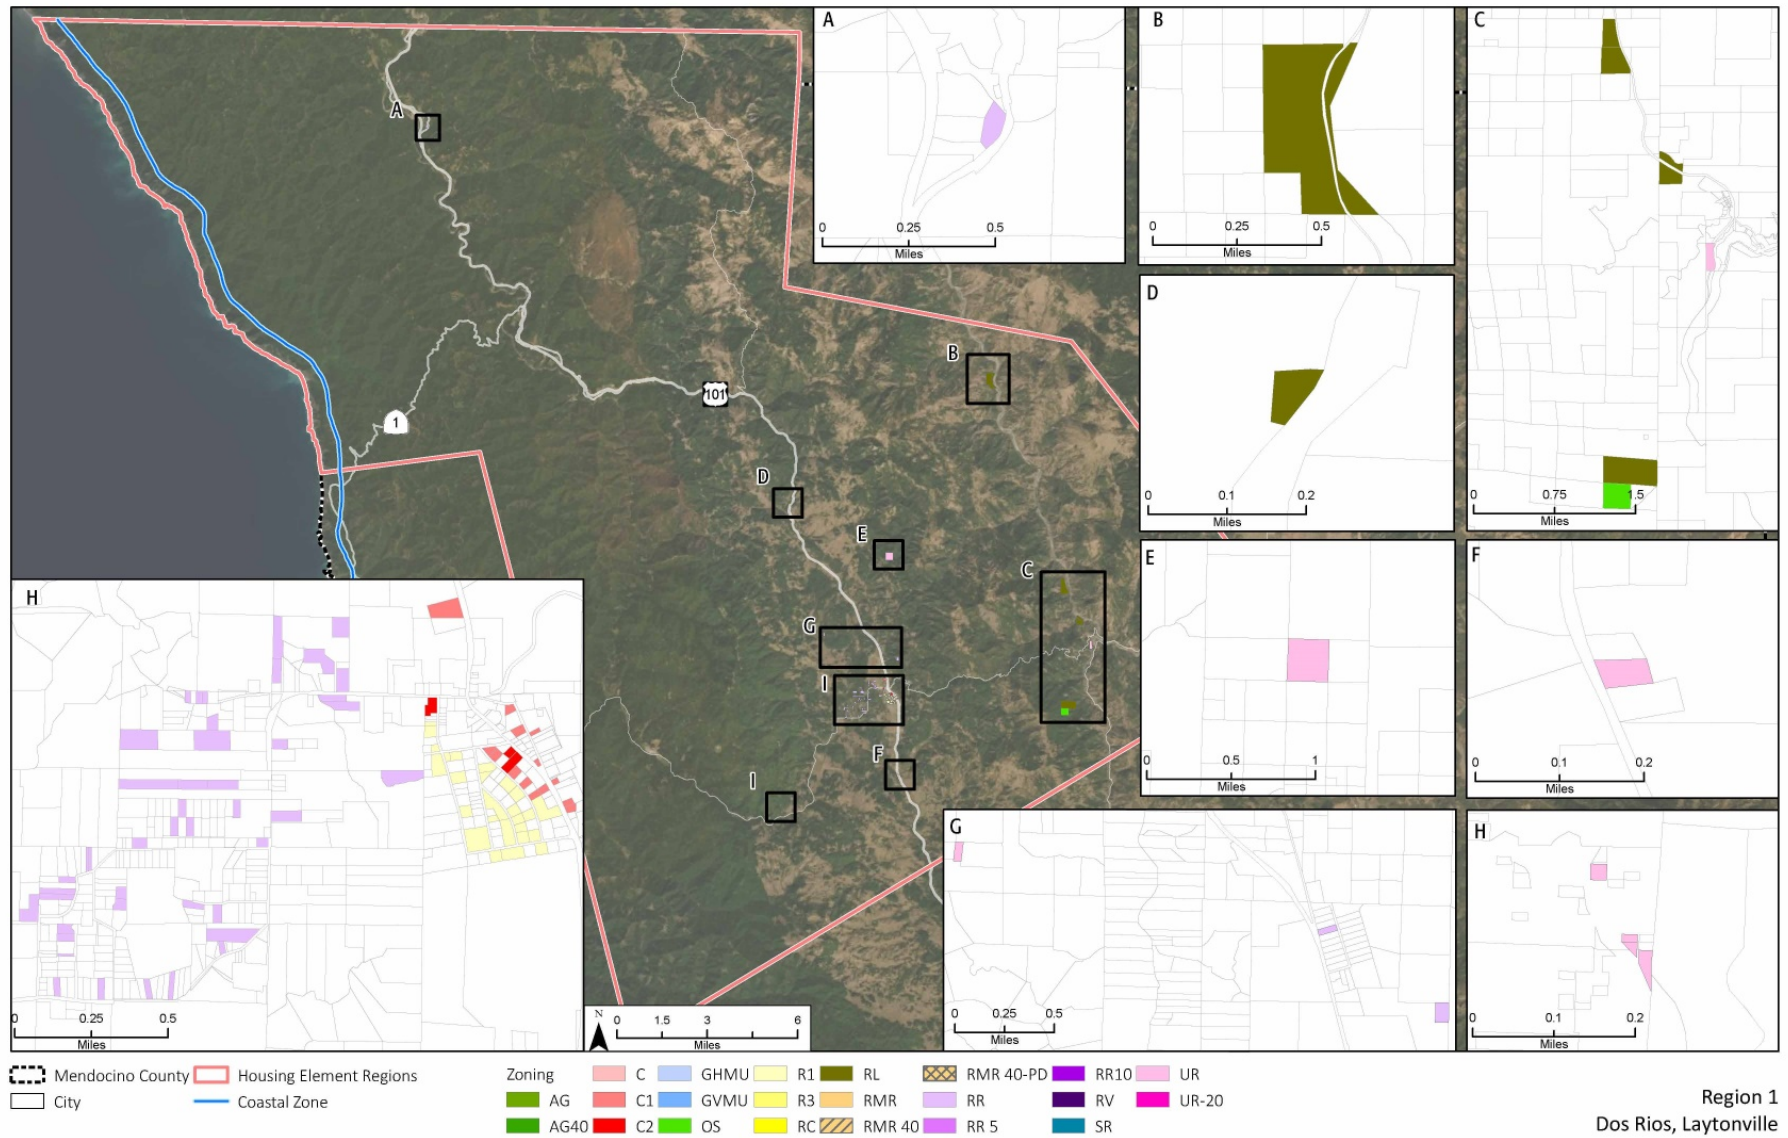 A
B
C
A
0 0.25 0.5
Miles
0 0.25 0.5
Miles
D
B
101
1
D
0 0.1 0.2
Miles
0 0.75 1.5
Miles
E
C
E
F
H
G
I
F
I
0 0.5 1
Miles
0 0.1 0.2
Miles
G
H
0 0.25 0.5
Miles
N
0 1.5 3 6
Miles
0 0.25 0.5
Miles
0 0.1 0.2
Miles
Mendocino County
Housing Element Regions
City
Coastal Zone
Zoning
AG
AG40
C
C1
C2
GHMU
GVMU
OS
R1
R3
RC
RL
RMR
RMR 40
RMR 40-PD
RR
RR 5
RR10
RV
SR
UR
UR-20
Region 1
Dos Rios, Laytonville